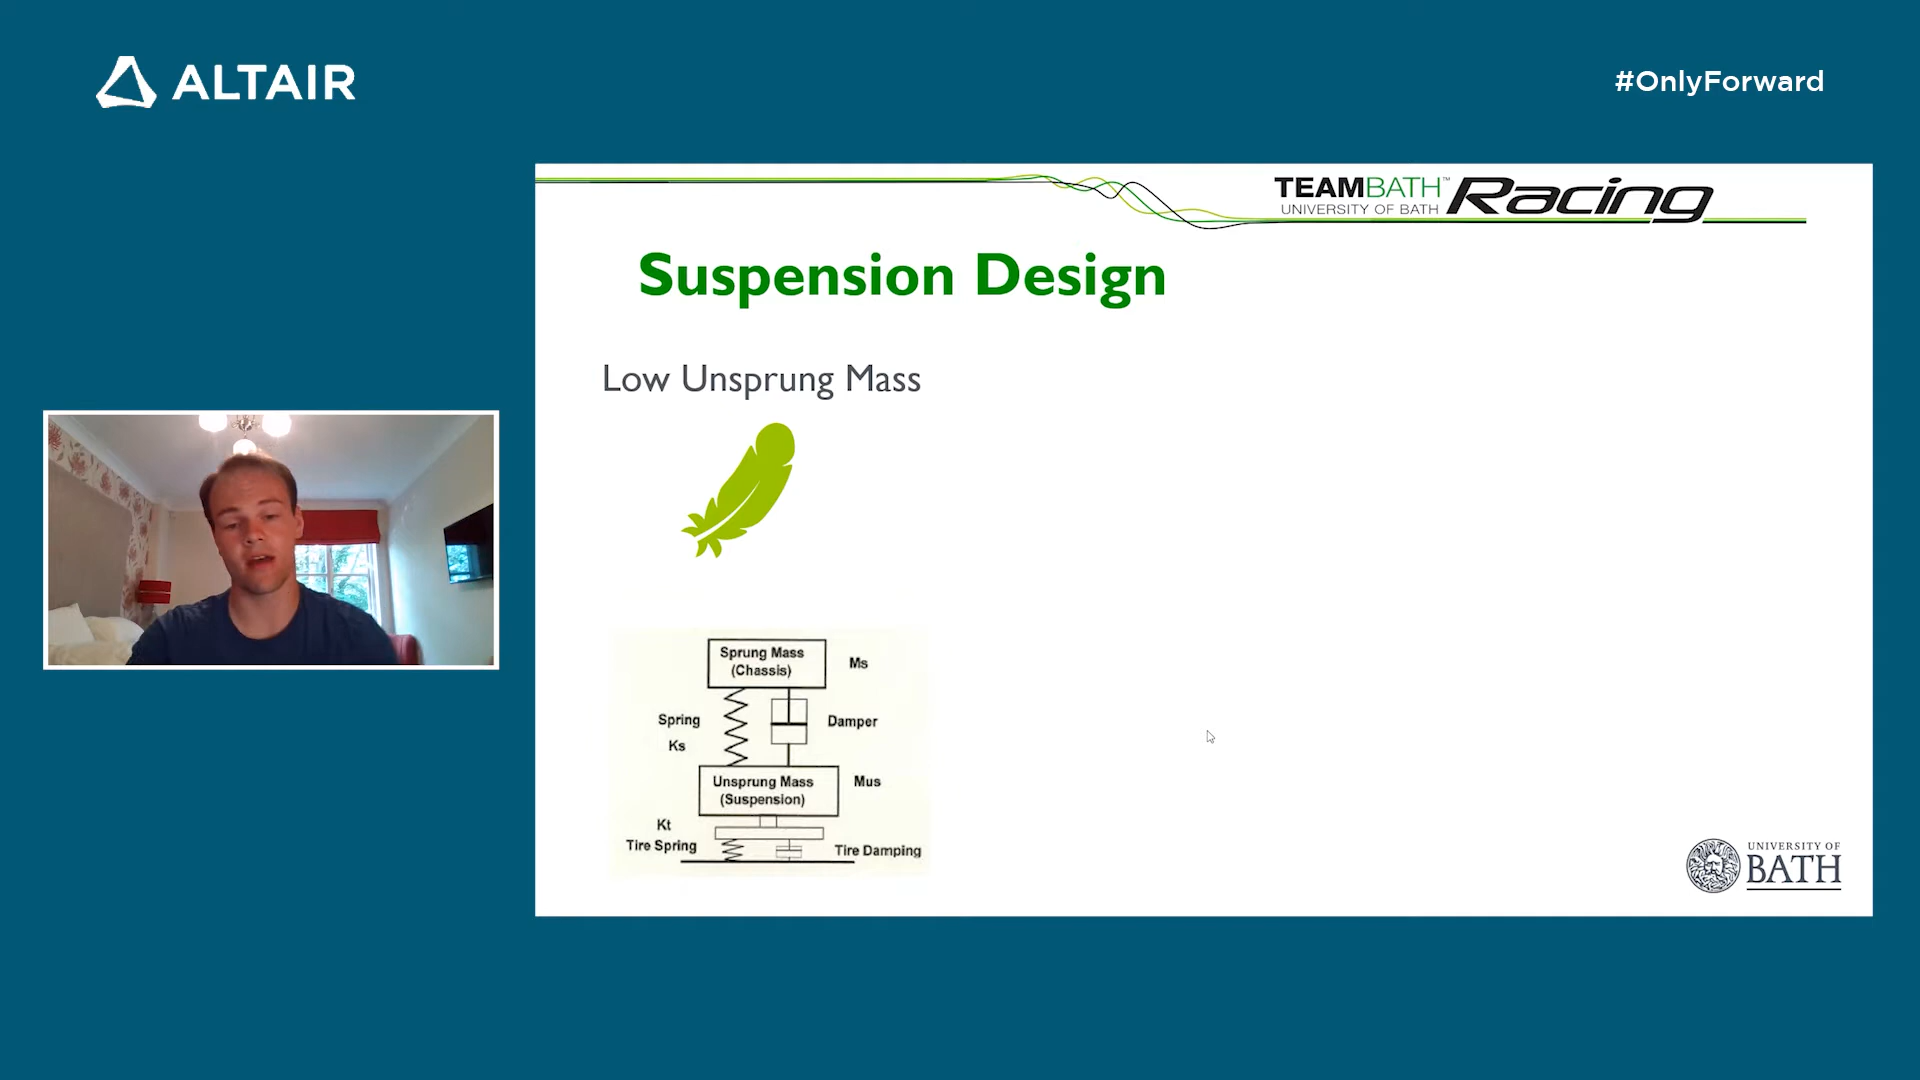 ALTAIR
#OnlyForward
TEAMBATH™ Racing
UNIVERSITY OF BATH
Suspension Design
Low Unsprung Mass
Sprung Mass
(Chassis)
Ms
Spring
Damper
Ks
Unsprung Mass
(Suspension)
Mus
Kt
Tire Spring
Tire Damping
UNIVERSITY OF
BATH